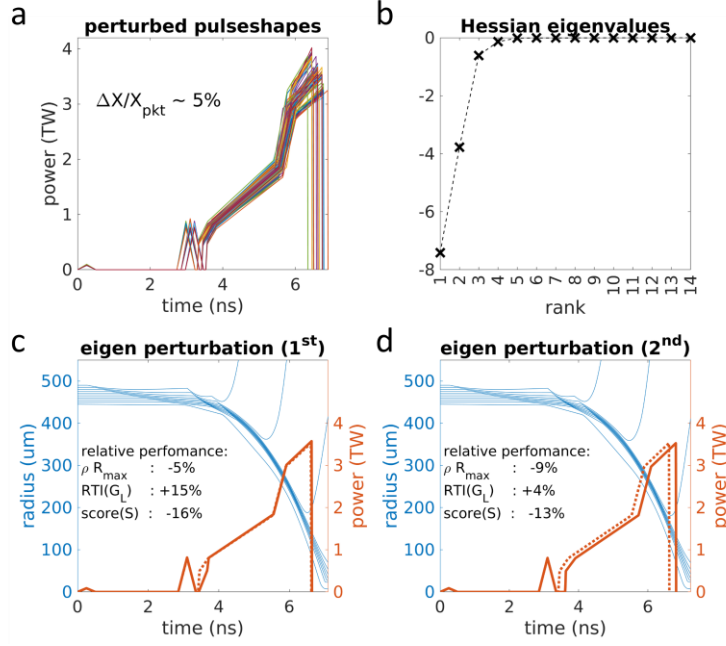 a
perturbed pulseshapes
4
3
2
1
0
power (TW)
ΔX/X_pkt ~ 5%
0 2 4 6
time (ns)
b
Hessian eigenvalues
0
-2
-4
-6
-8
1 2 3 4 5 6 7 8 9 10 11 12 13 14
rank
c
eigen perturbation (1st)
500
400
300
200
100
0
radius (um)
relative perfomance:
ρ R_max : -5%
RTI(G_L) : +15%
score(S) : -16%
4
3
2
1
0
power (TW)
0 2 4 6
time (ns)
d
eigen perturbation (2nd)
500
400
300
200
100
0
radius (um)
relative perfomance:
ρ R_max : -9%
RTI(G_L) : +4%
score(S) : -13%
4
3
2
1
0
power (TW)
0 2 4 6
time (ns)